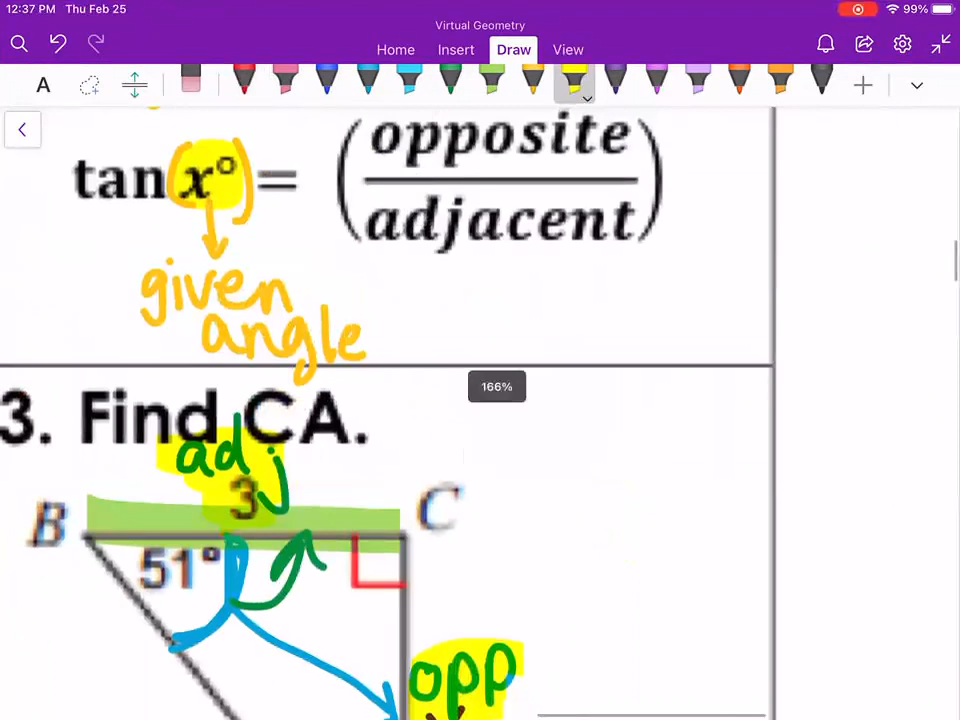 12:37 PM Thu Feb 25
99%
Virtual Geometry
Home Insert Draw View
A
tan(x°) = (opposite/adjacent)
given
angle
166%
3. Find CA.
adj
3
B
C
51°
opp